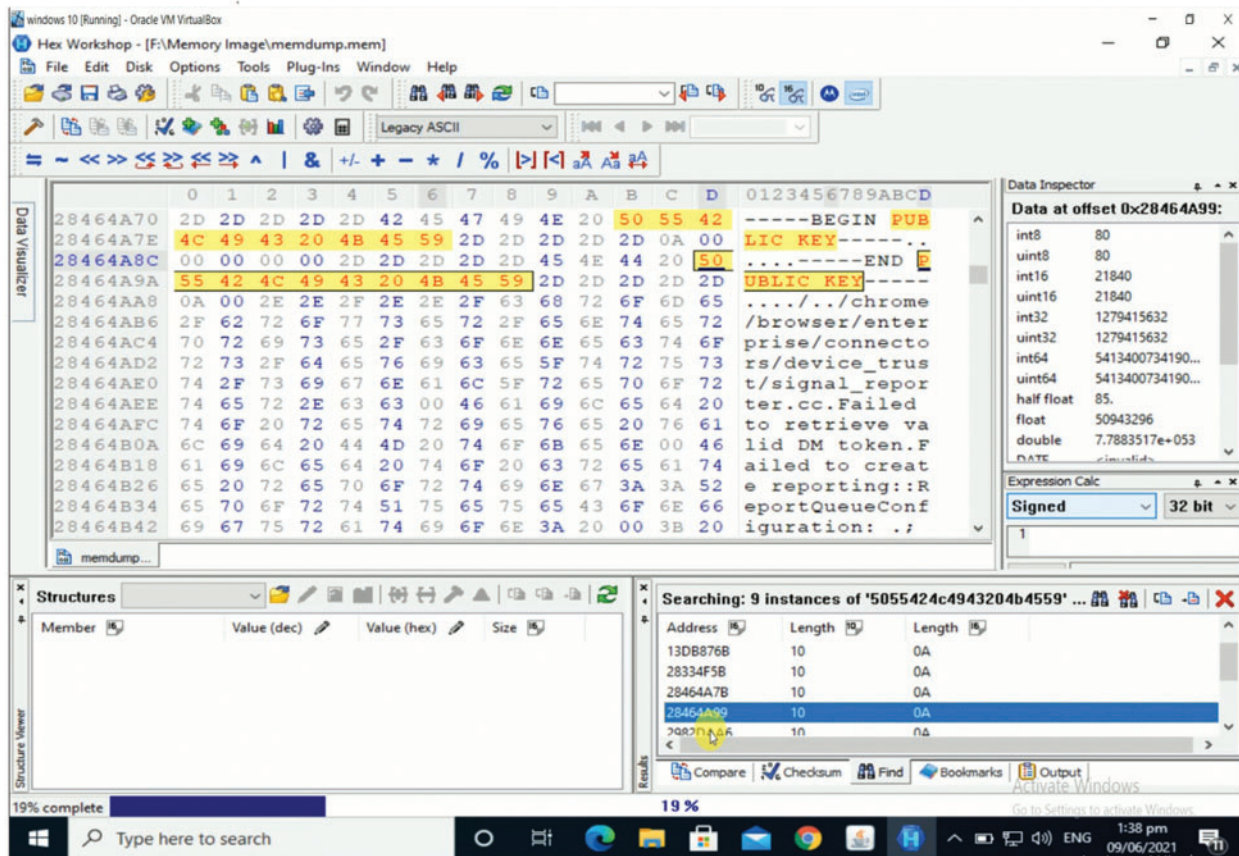 windows 10 [Running] - Oracle VM VirtualBox
Hex Workshop - [F:\Memory Image\memdump.mem]
File Edit Disk Options Tools Plug-Ins Window Help
Legacy ASCII
0 1 2 3 4 5 6 7 8 9 A B C D 0123456789ABCD
28464A70 2D 2D 2D 2D 2D 42 45 47 49 4E 20 50 55 42 -----BEGIN PUB
28464A7E 4C 49 43 20 4B 45 59 2D 2D 2D 2D 2D 0A 00 LIC KEY-----..
28464A8C 00 00 00 00 2D 2D 2D 2D 2D 45 4E 44 20 50 ....-----END P
28464A9A 55 42 4C 49 43 20 4B 45 59 2D 2D 2D 2D 2D UBLIC KEY-----
28464AA8 0A 00 2E 2E 2F 2E 2E 2F 63 68 72 6F 6D 65 ..../../chrome
28464AB6 2F 62 72 6F 77 73 65 72 2F 65 6E 74 65 72 /browser/enter
28464AC4 70 72 69 73 65 2F 63 6F 6E 6E 65 63 74 6F prise/connecto
28464AD2 72 73 2F 64 65 76 69 63 65 5F 74 72 75 73 rs/device_trus
28464AE0 74 2F 73 69 67 6E 61 6C 5F 72 65 70 6F 72 t/signal_repor
28464AEE 74 65 72 2E 63 63 00 46 61 69 6C 65 64 20 ter.cc.Failed
28464AFC 74 6F 20 72 65 74 72 69 65 76 65 20 76 61 to retrieve va
28464B0A 6C 69 64 20 44 4D 20 74 6F 6B 65 6E 00 46 lid DM token.F
28464B18 61 69 6C 65 64 20 74 6F 20 63 72 65 61 74 ailed to creat
28464B26 65 20 72 65 70 6F 72 74 69 6E 67 3A 3A 52 e reporting::R
28464B34 65 70 6F 72 74 51 75 65 75 65 43 6F 6E 66 eportQueueConf
28464B42 69 67 75 72 61 74 69 6F 6E 3A 20 00 3B 20 iguration: .;
Data Visualizer
memdump...
Data Inspector
Data at offset 0x28464A99:
int8 80
uint8 80
int16 21840
uint16 21840
int32 1279415632
uint32 1279415632
int64 5413400734190...
uint64 5413400734190...
half float 85.
float 50943296
double 7.7883517e+053
DATE <invalid>
Expression Calc
Signed 32 bit
1
Structures
Member Value (dec) Value (hex) Size
Structure Viewer
Searching: 9 instances of '5055424c4943204b4559' ...
Address Length Length
13DB876B 10 0A
28334F5B 10 0A
28464A7B 10 0A
28464A99 10 0A
10 0A
Results
Compare Checksum Find Bookmarks Output
Activate Windows
Go to Settings to activate Windows.
19% complete 19 %
Type here to search
ENG 1:38 pm
09/06/2021